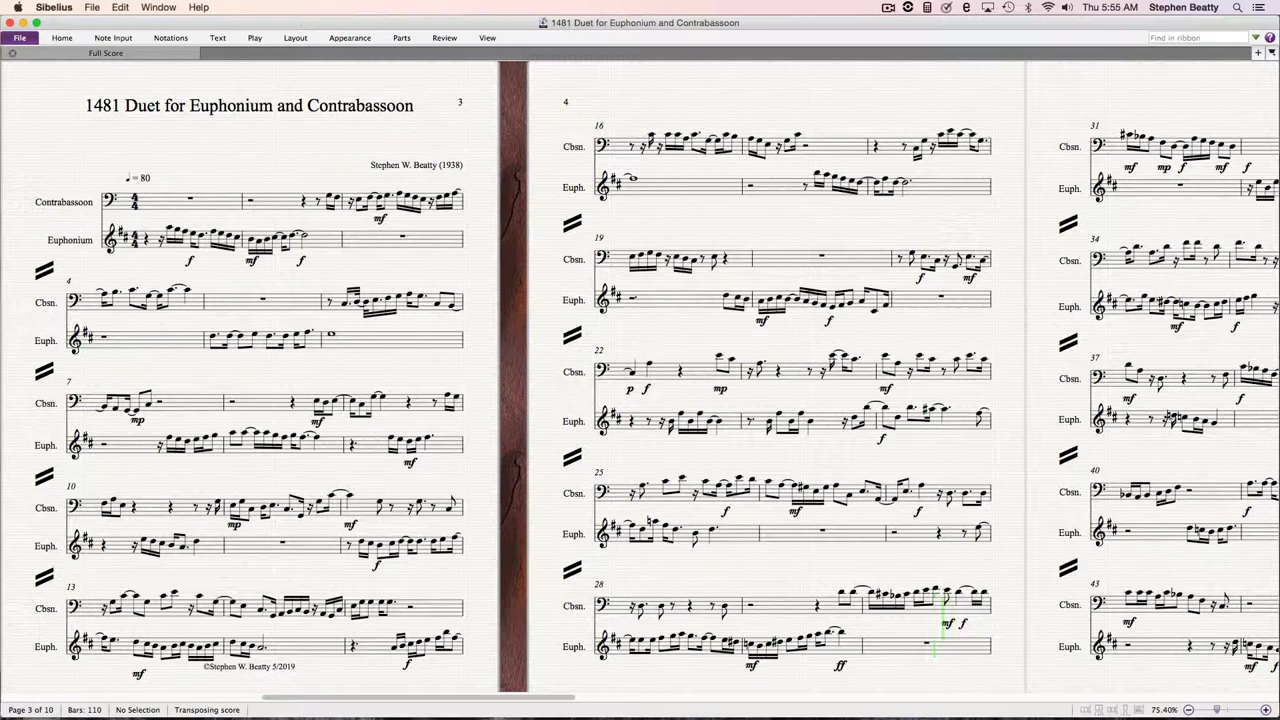 Sibelius File Edit Window Help Thu 5:55 AM Stephen Beatty
1481 Duet for Euphonium and Contrabassoon
File Home Note Input Notations Text Play Layout Appearance Parts Review View Find in ribbon
Full Score
1481 Duet for Euphonium and Contrabassoon 3
Stephen W. Beatty (1938)
= 80
Contrabassoon
mf
Euphonium
f mf f
4
Cbsn.
Euph.
7
Cbsn.
mp mf
Euph.
mf
10
Cbsn.
mp mf
Euph.
f
13
Cbsn.
Euph.
mf f
©Stephen W. Beatty 5/2019
4
16
Cbsn.
Euph.
19
Cbsn.
f mf
Euph.
mf f
22
Cbsn.
p f mp mf
Euph.
f
25
Cbsn.
f mf f
Euph.
28
Cbsn.
mf f
Euph.
mf ff
31
Cbsn.
mf mp f mf f
Euph.
34
Cbsn.
Euph.
mf f
37
Cbsn.
mf f
Euph.
40
Cbsn.
Euph.
43
Cbsn.
mf
Euph.
mf
Page 3 of 10 Bars: 110 No Selection Transposing score 75.40%